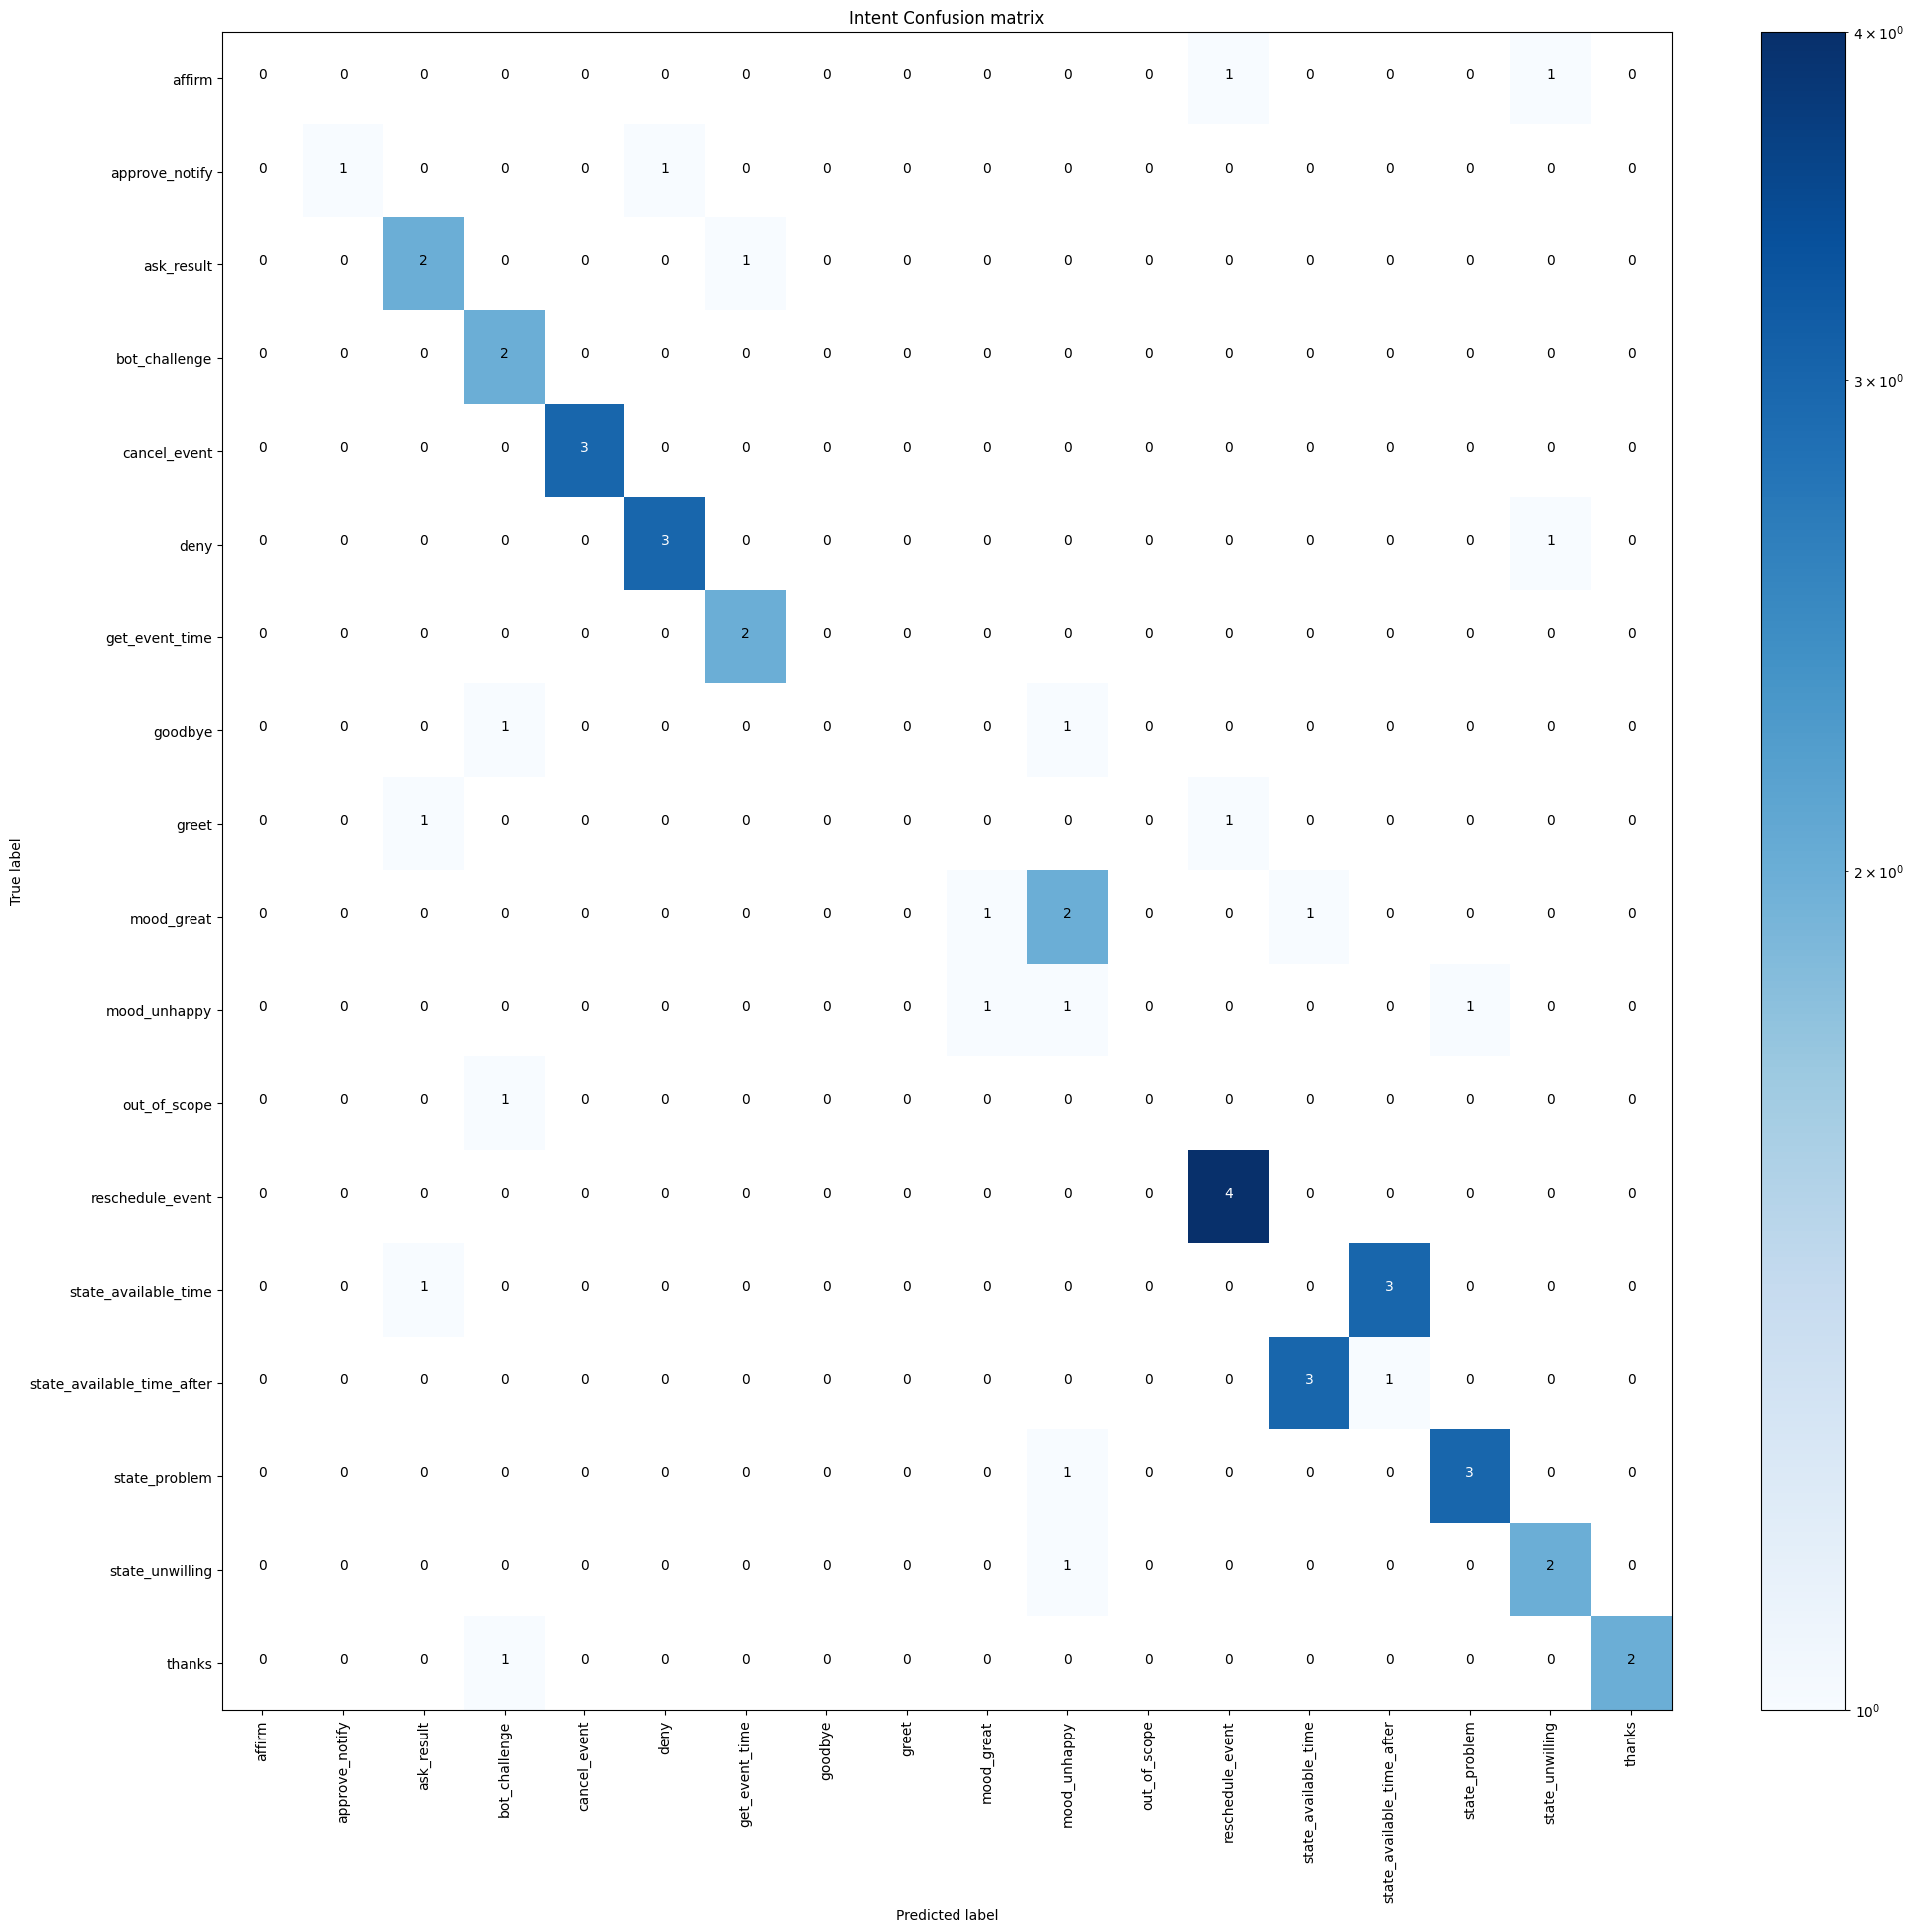 Intent Confusion matrix
affirm 0 0 0 0 0 0 0 0 0 0 0 0 1 0 0 0 1 0
approve_notify 0 1 0 0 0 1 0 0 0 0 0 0 0 0 0 0 0 0
ask_result 0 0 2 0 0 0 1 0 0 0 0 0 0 0 0 0 0 0
bot_challenge 0 0 0 2 0 0 0 0 0 0 0 0 0 0 0 0 0 0
cancel_event 0 0 0 0 3 0 0 0 0 0 0 0 0 0 0 0 0 0
deny 0 0 0 0 0 3 0 0 0 0 0 0 0 0 0 0 1 0
get_event_time 0 0 0 0 0 0 2 0 0 0 0 0 0 0 0 0 0 0
goodbye 0 0 0 1 0 0 0 0 0 0 1 0 0 0 0 0 0 0
greet 0 0 1 0 0 0 0 0 0 0 0 0 1 0 0 0 0 0
mood_great 0 0 0 0 0 0 0 0 0 1 2 0 0 1 0 0 0 0
mood_unhappy 0 0 0 0 0 0 0 0 0 1 1 0 0 0 0 1 0 0
out_of_scope 0 0 0 1 0 0 0 0 0 0 0 0 0 0 0 0 0 0
reschedule_event 0 0 0 0 0 0 0 0 0 0 0 0 4 0 0 0 0 0
state_available_time 0 0 1 0 0 0 0 0 0 0 0 0 0 0 3 0 0 0
state_available_time_after 0 0 0 0 0 0 0 0 0 0 0 0 0 3 1 0 0 0
state_problem 0 0 0 0 0 0 0 0 0 0 1 0 0 0 0 3 0 0
state_unwilling 0 0 0 0 0 0 0 0 0 0 1 0 0 0 0 0 2 0
thanks 0 0 0 1 0 0 0 0 0 0 0 0 0 0 0 0 0 2
True label
affirm
approve_notify
ask_result
bot_challenge
cancel_event
deny
get_event_time
goodbye
greet
mood_great
mood_unhappy
out_of_scope
reschedule_event
state_available_time
state_available_time_after
state_problem
state_unwilling
thanks
Predicted label
4 × 10⁰
3 × 10⁰
2 × 10⁰
10⁰